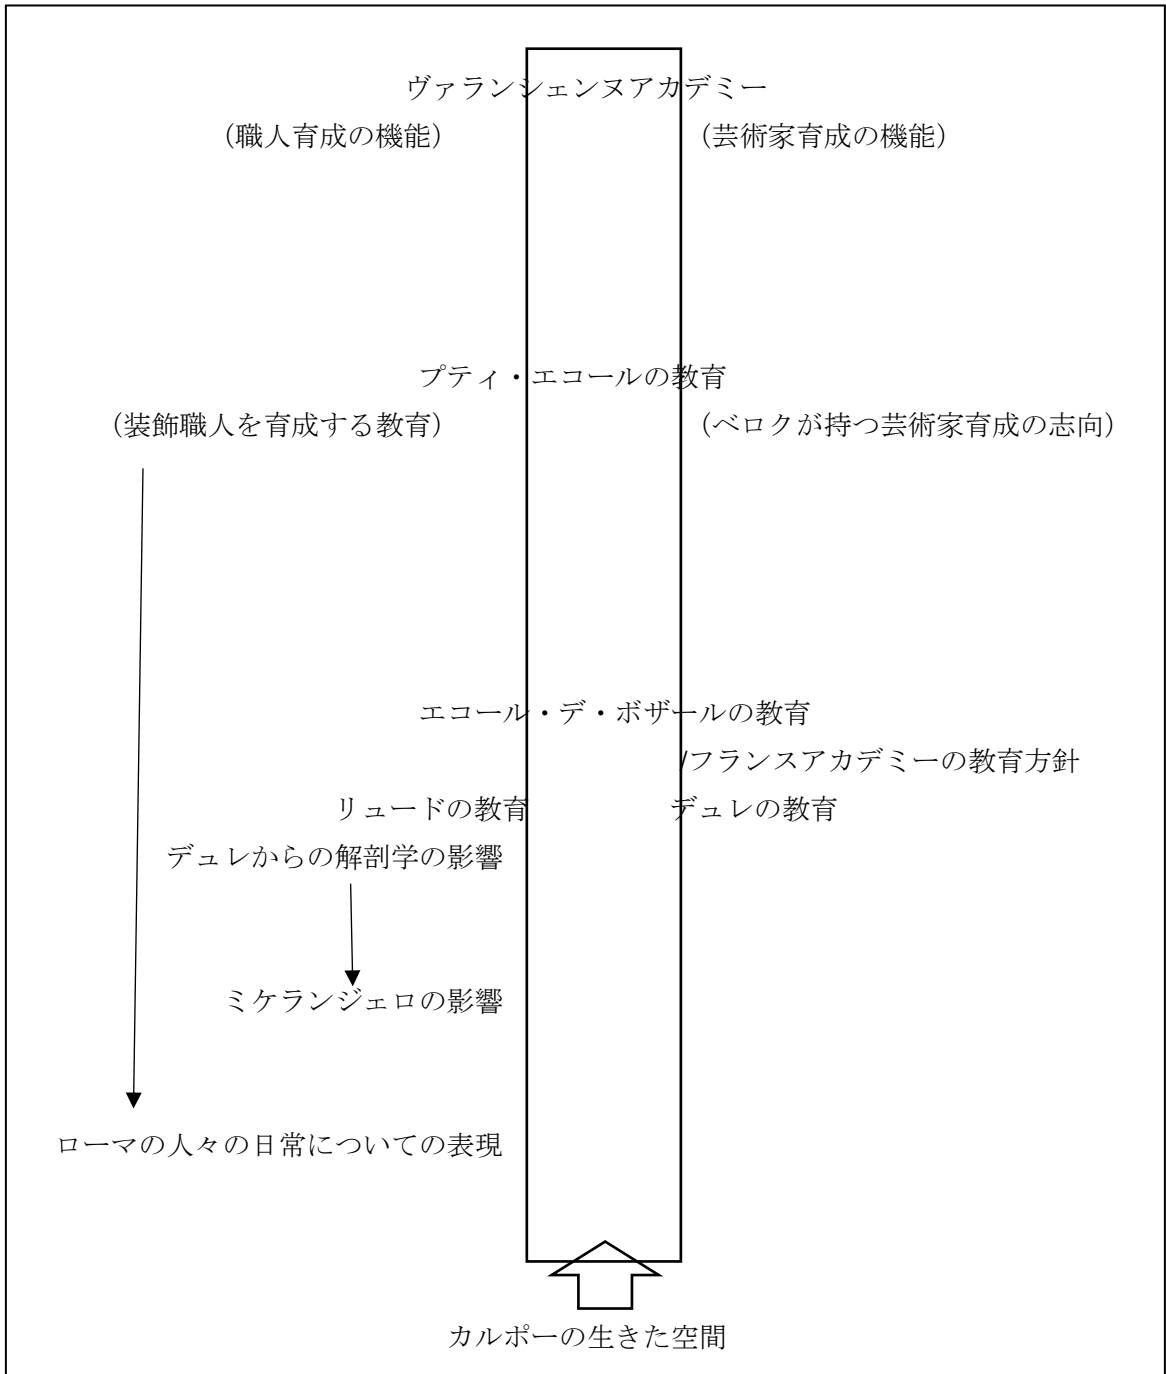 ヴァランシェンヌアカデミー
（職人育成の機能）
（芸術家育成の機能）
プティ・エコールの教育
（装飾職人を育成する教育）
（ベロクが持つ芸術家育成の志向）
エコール・デ・ボザールの教育
/フランスアカデミーの教育方針
リュードの教育
デュレの教育
デュレからの解剖学の影響
ミケランジェロの影響
ローマの人々の日常についての表現
カルポーの生きた空間